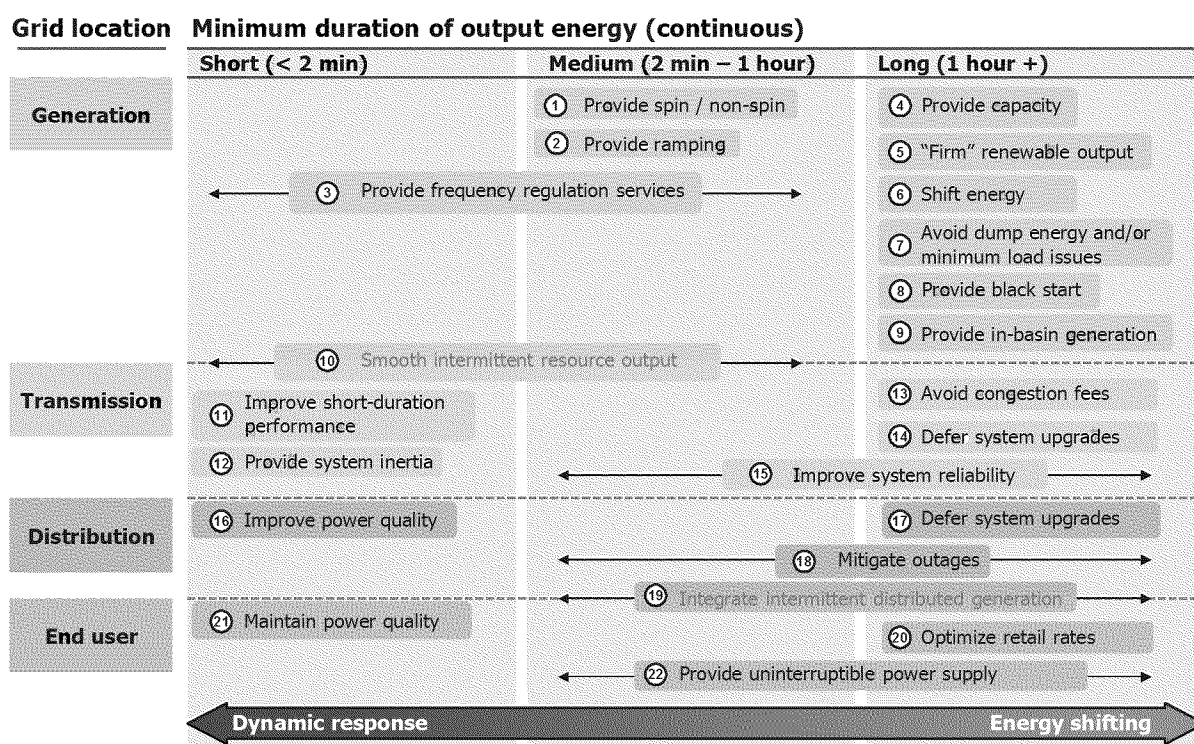 Grid location Minimum duration of output energy (continuous)
Short (< 2 min) Medium (2 min – 1 hour) Long (1 hour +)
Generation
1 Provide spin / non-spin
2 Provide ramping
3 Provide frequency regulation services
4 Provide capacity
5 "Firm" renewable output
6 Shift energy
7 Avoid dump energy and/or
minimum load issues
8 Provide black start
9 Provide in-basin generation
10 Smooth intermittent resource output
Transmission
11 Improve short-duration
performance
12 Provide system inertia
13 Avoid congestion fees
14 Defer system upgrades
15 Improve system reliability
Distribution
16 Improve power quality
17 Defer system upgrades
18 Mitigate outages
19 Integrate intermittent distributed generation
End user
21 Maintain power quality
20 Optimize retail rates
22 Provide uninterruptible power supply
Dynamic response Energy shifting